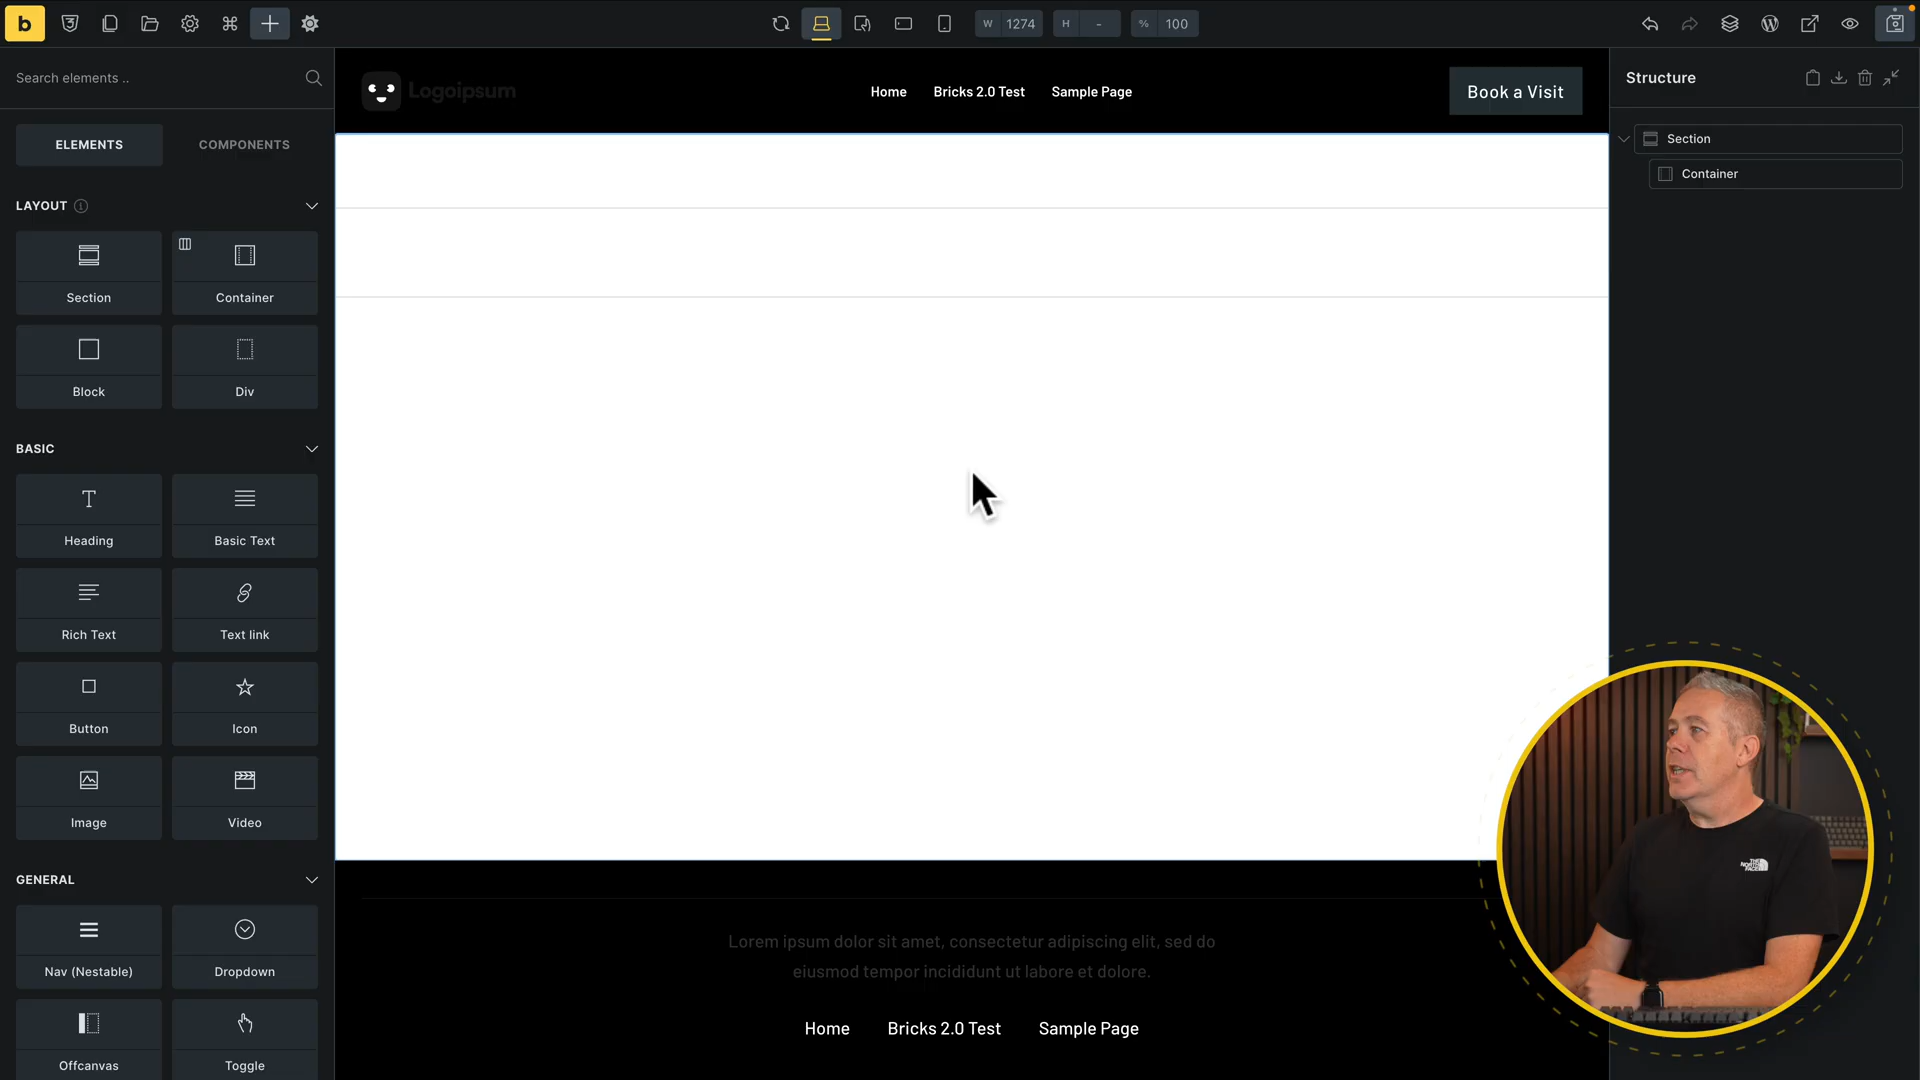 b
W 1274
H -
% 100
Search elements ..
ELEMENTS
COMPONENTS
LAYOUT
Section
Container
Block
Div
BASIC
Heading
Basic Text
Rich Text
Text link
Button
Icon
Image
Video
GENERAL
Nav (Nestable)
Dropdown
Offcanvas
Toggle
Logoipsum
Home
Bricks 2.0 Test
Sample Page
Book a Visit
Lorem ipsum dolor sit amet, consectetur adipiscing elit, sed do
eiusmod tempor incididunt ut labore et dolore.
Home
Bricks 2.0 Test
Sample Page
Structure
Section
Container
THE
NORTH
FACE